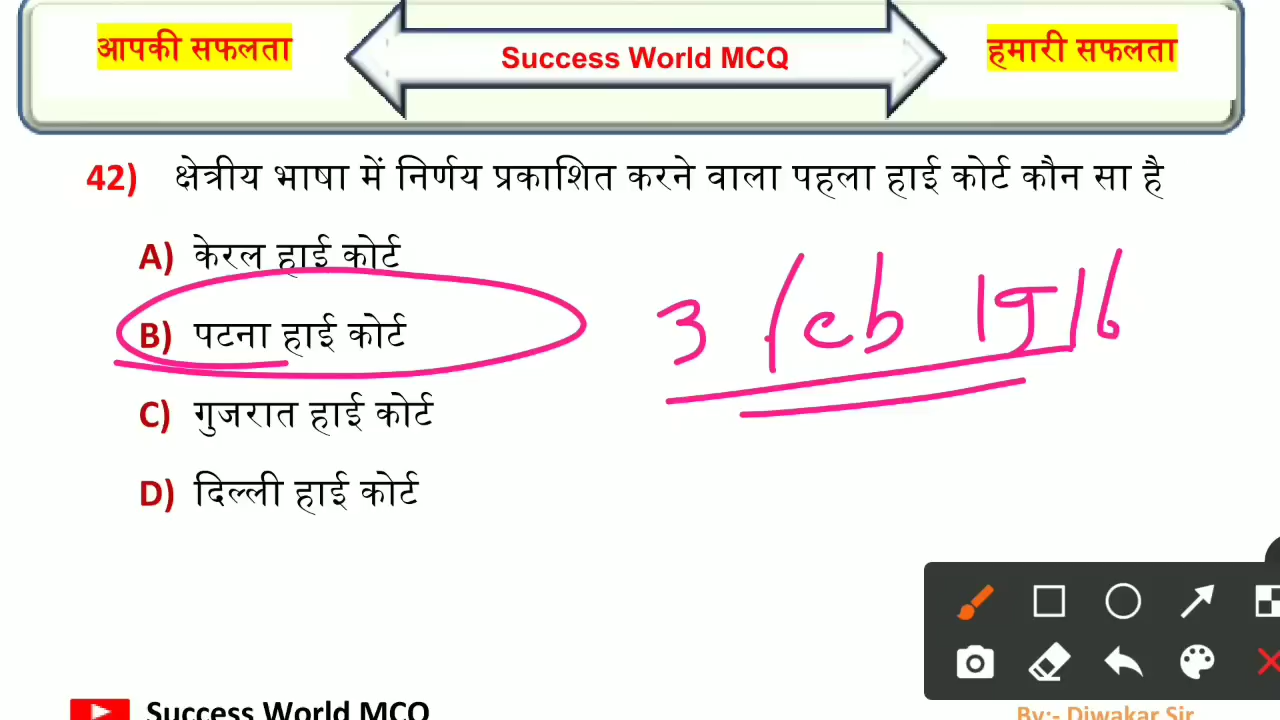 आपकी सफलता
Success World MCQ
हमारी सफलता
42) क्षेत्रीय भाषा में निर्णय प्रकाशित करने वाला पहला हाई कोर्ट कौन सा है
A) केरल हाई कोर्ट
B) पटना हाई कोर्ट
3 feb 1916
C) गुजरात हाई कोर्ट
D) दिल्ली हाई कोर्ट
Success World MCQ
By:- Diwakar Sir